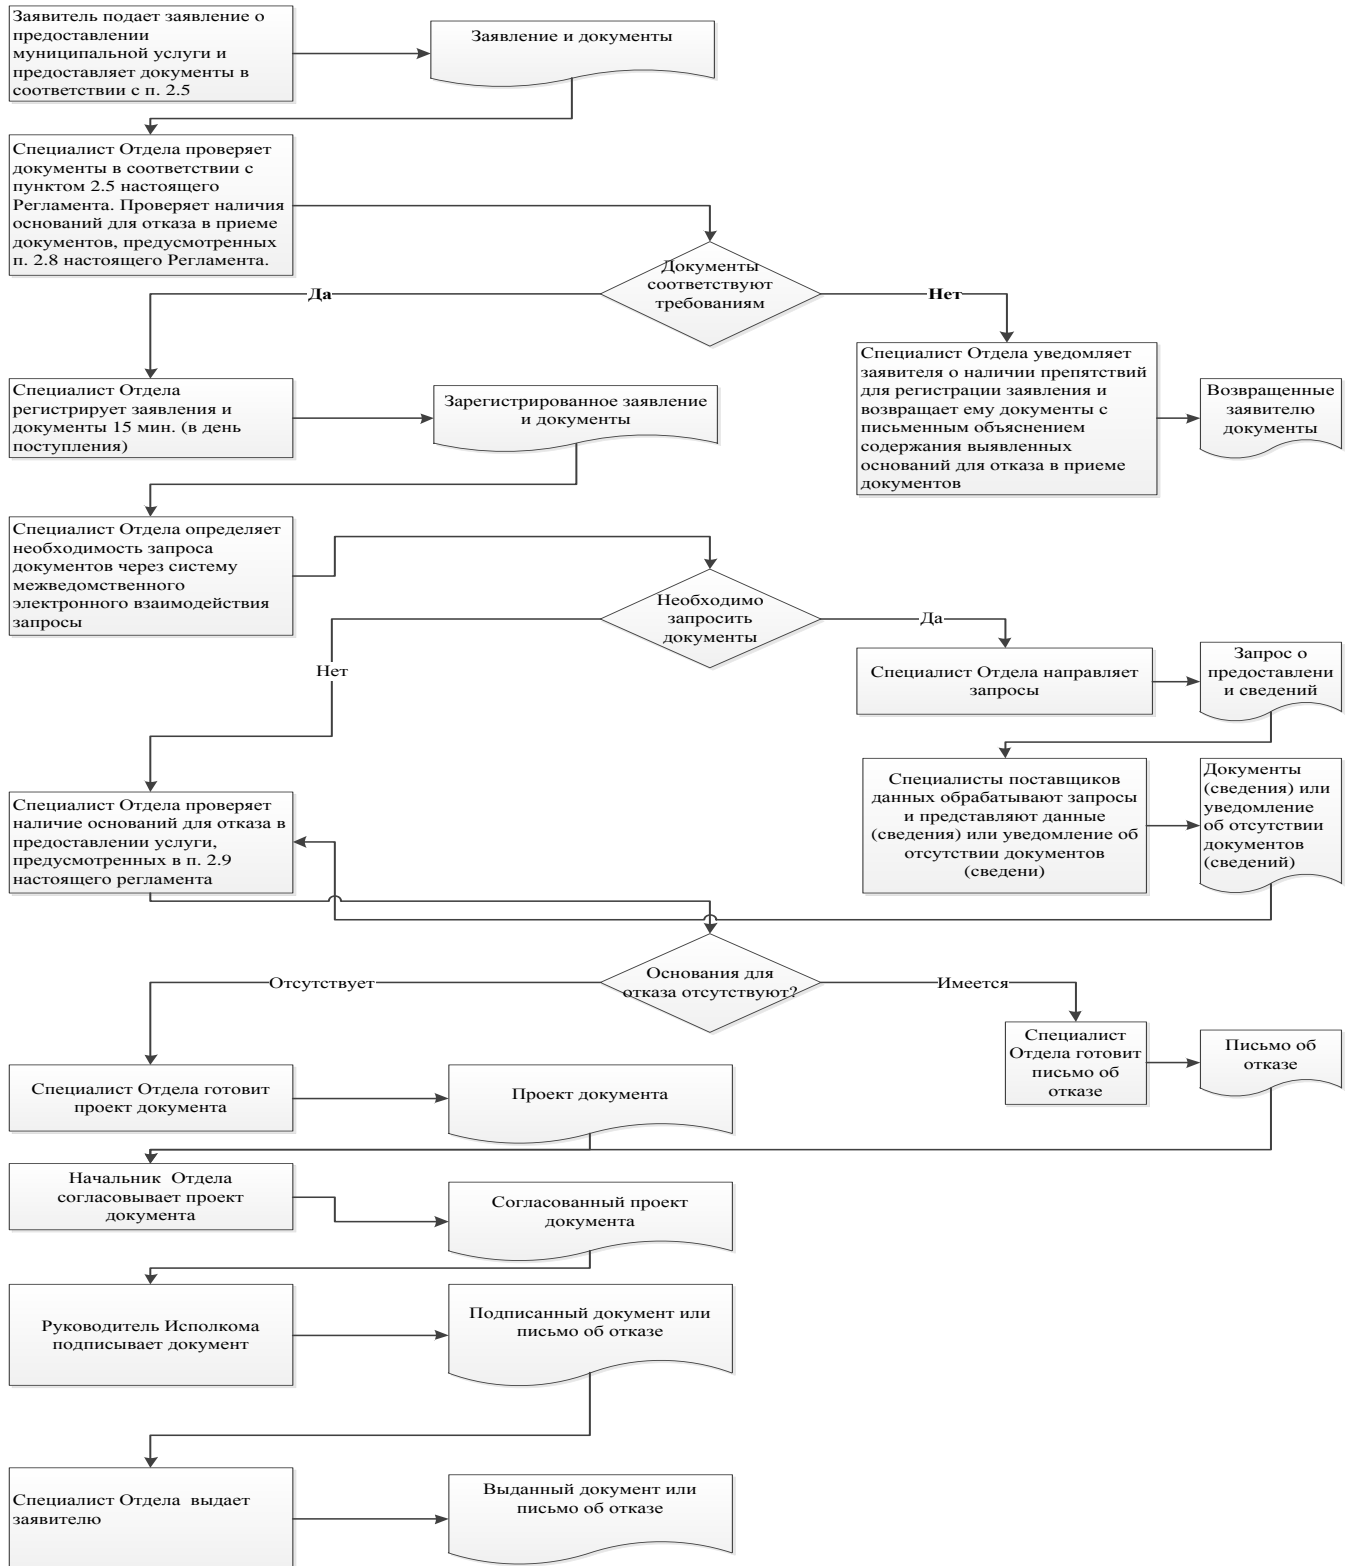 Заявитель подает заявление о
предоставлении
муниципальной услуги и
предоставляет документы в
соответствии с п. 2.5
Заявление и документы
Специалист Отдела проверяет
документы в соответствии с
пунктом 2.5 настоящего
Регламента. Проверяет наличия
оснований для отказа в приеме
документов, предусмотренных
п. 2.8 настоящего Регламента.
Документы
соответствуют
требованиям
Да
Нет
Специалист Отдела уведомляет
заявителя о наличии препятствий
для регистрации заявления и
возвращает ему документы с
письменным объяснением
содержания выявленных
оснований для отказа в приеме
документов
Возвращенные
заявителю
документы
Специалист Отдела
регистрирует заявления и
документы 15 мин. (в день
поступления)
Зарегистрированное заявление
и документы
Специалист Отдела определяет
необходимость запроса
документов через систему
межведомственного
электронного взаимодействия
запросы
Необходимо
запросить
документы
Да
Нет
Специалист Отдела направляет
запросы
Запрос о
предоставлени
и сведений
Специалисты поставщиков
данных обрабатывают запросы
и представляют данные
(сведения) или уведомление об
отсутствии документов
(сведени)
Документы
(сведения) или
уведомление
об отсутствии
документов
(сведений)
Специалист Отдела проверяет
наличие оснований для отказа в
предоставлении услуги,
предусмотренных в п. 2.9
настоящего регламента
Основания для
отказа отсутствуют?
Отсутствует
Имеется
Специалист
Отдела готовит
письмо об
отказе
Письмо об
отказе
Специалист Отдела готовит
проект документа
Проект документа
Начальник  Отдела
согласовывает проект
документа
Согласованный проект
документа
Руководитель Исполкома
подписывает документ
Подписанный документ или
письмо об отказе
Специалист Отдела  выдает
заявителю
Выданный документ или
письмо об отказе